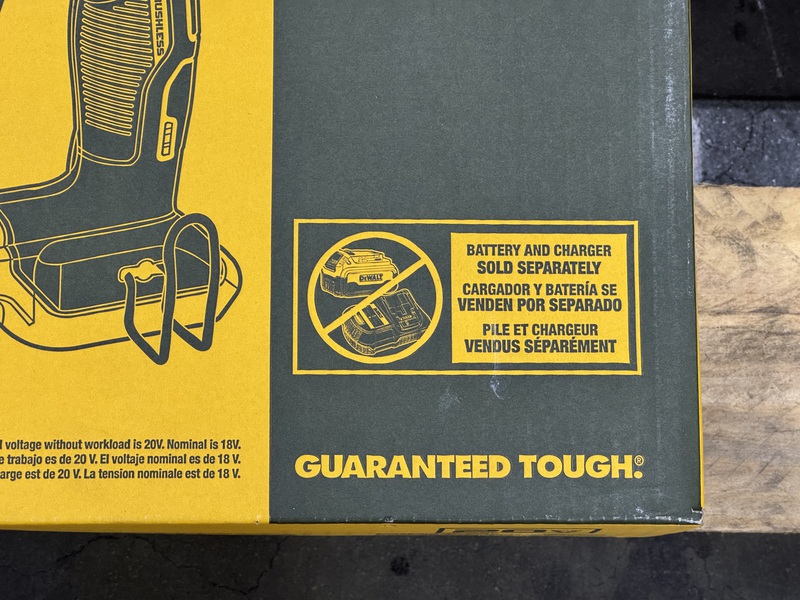 BRUSHLESS
DEWALT
BATTERY AND CHARGER
SOLD SEPARATELY
CARGADOR Y BATERÍA SE
VENDEN POR SEPARADO
PILE ET CHARGEUR
VENDUS SÉPARÉMENT
voltage without workload is 20V. Nominal is 18V.
trabajo es de 20 V. El voltaje nominal es de 18 V.
est de 20 V. La tension nominale est de 18 V.
GUARANTEED TOUGH.®